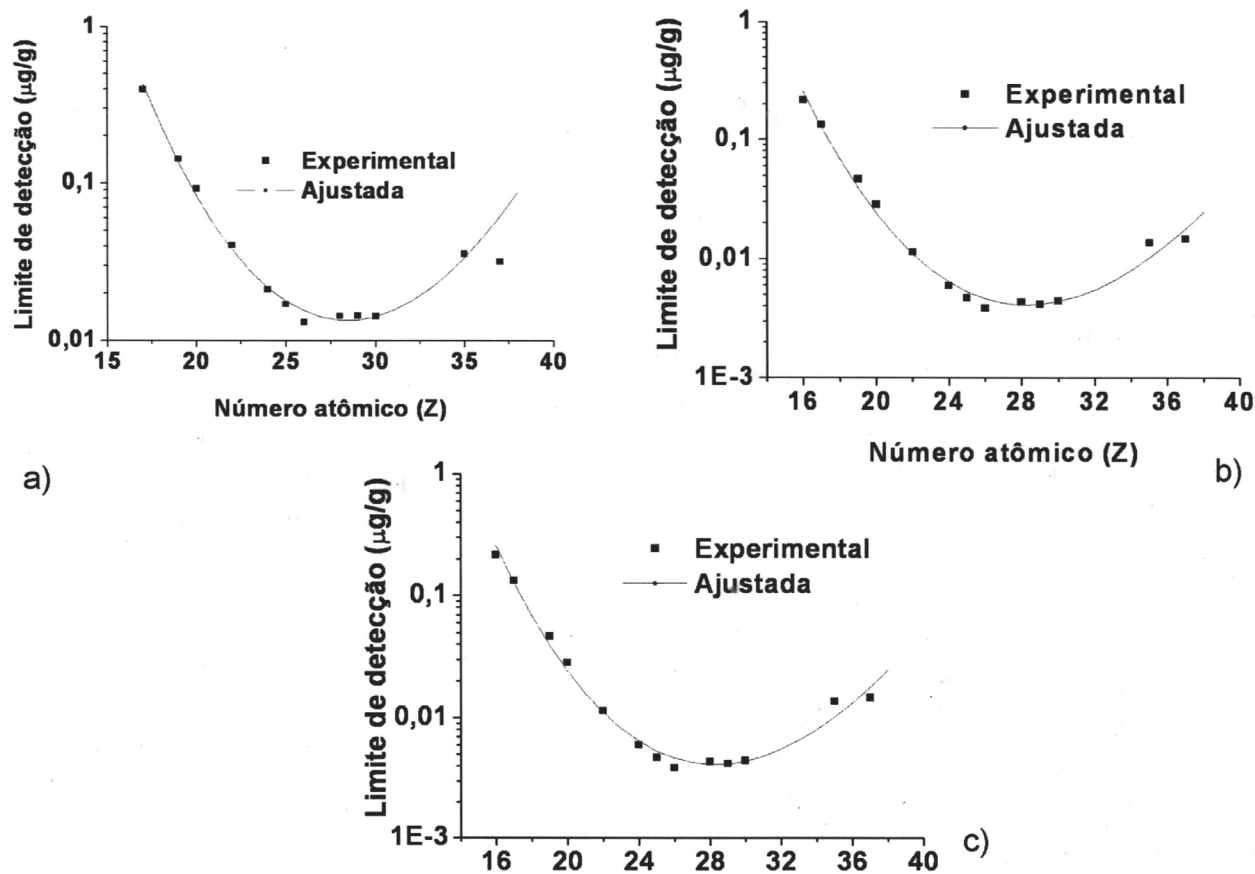 Limite de detecção (µg/g)
1
0,1
0,01
15 20 25 30 35 40
Experimental
Ajustada
Número atômico (Z)
a)
Limite de detecção (µg/g)
1
0,1
0,01
1E-3
16 20 24 28 32 36 40
Experimental
Ajustada
Número atômico (Z)
b)
Limite de detecção (µg/g)
1
0,1
0,01
1E-3
16 20 24 28 32 36 40
Experimental
Ajustada
c)